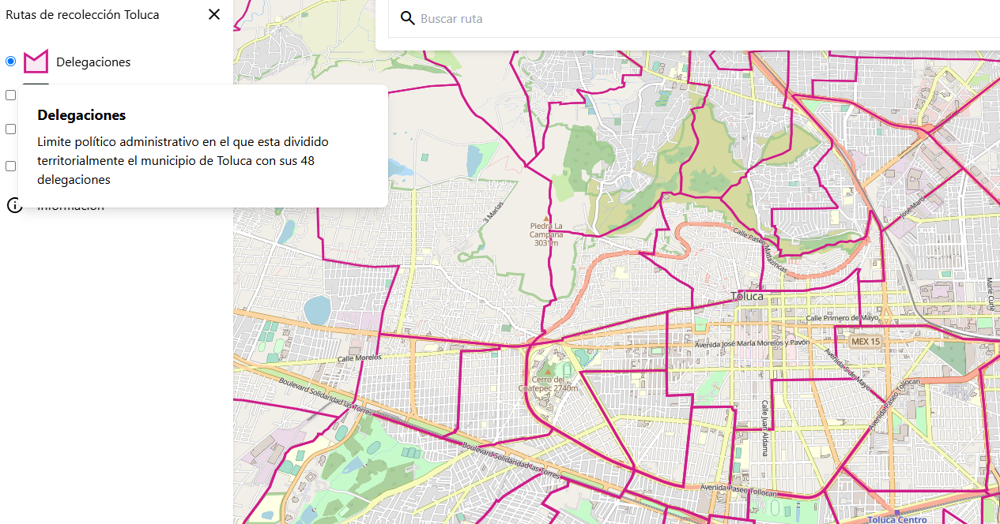 Rutas de recolección Toluca
Buscar ruta
Delegaciones
Delegaciones
Limite político administrativo en el que esta dividido
territorialmente el municipio de Toluca con sus 48
delegaciones
Información
3 Marías
Piedra La
Campana
3031m
José Martí
Calle Paseo Matlazincas
Toluca
Marie Curie
Calle Primero de Mayo
MEX 15
Avenida José María Morelos y Pavón
Calle Morelos
Cerro del
Coatepec 2740m
Avenida 5 de Mayo
Avenida Paseo Tollocan
Boulevard Solidaridad las Torres
Calle Juan Aldama
Boulevard Solidaridad las Torres
Avenida Paseo Tollocan
Toluca Centro